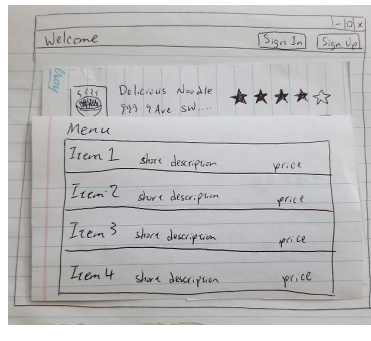 Welcome
Sign In
Sign Up
Delicious Noodle
999 9 Ave SW....
Menu
Item 1 short description price
Item 2 short description price
Item 3 short description price
Item 4 short description price